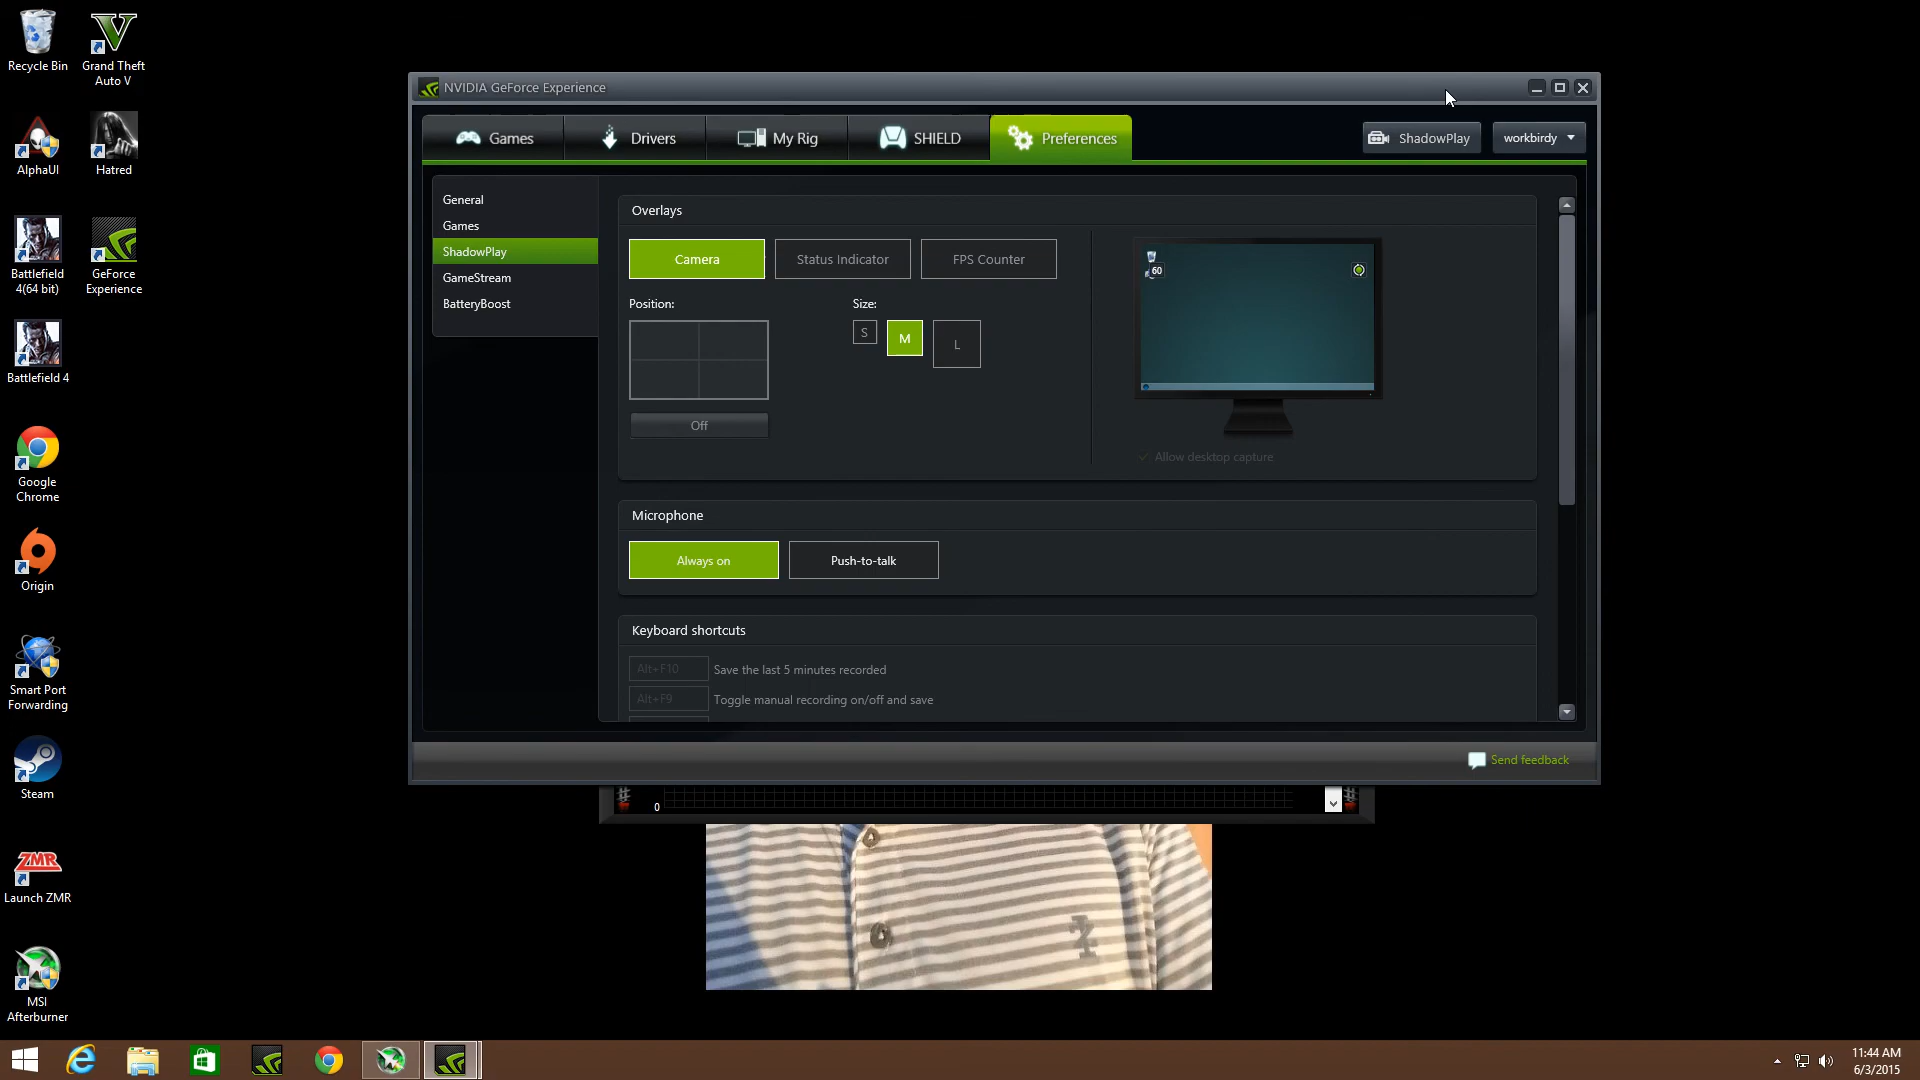 Recycle Bin
Grand Theft
Auto V
AlphaUI
Hatred
Battlefield
4(64 bit)
GeForce
Experience
Battlefield 4
Google
Chrome
Origin
Smart Port
Forwarding
Steam
ZMR
Launch ZMR
MSI
Afterburner
NVIDIA GeForce Experience
Games
Drivers
My Rig
SHIELD
Preferences
ShadowPlay
workbirdy
General
Games
ShadowPlay
GameStream
BatteryBoost
Overlays
Camera
Status Indicator
FPS Counter
Position:
Size:
S
M
L
Off
60
✓ Allow desktop capture
Microphone
Always on
Push-to-talk
Keyboard shortcuts
Alt+F10 Save the last 5 minutes recorded
Alt+F9 Toggle manual recording on/off and save
Send feedback
0
11:44 AM
6/3/2015